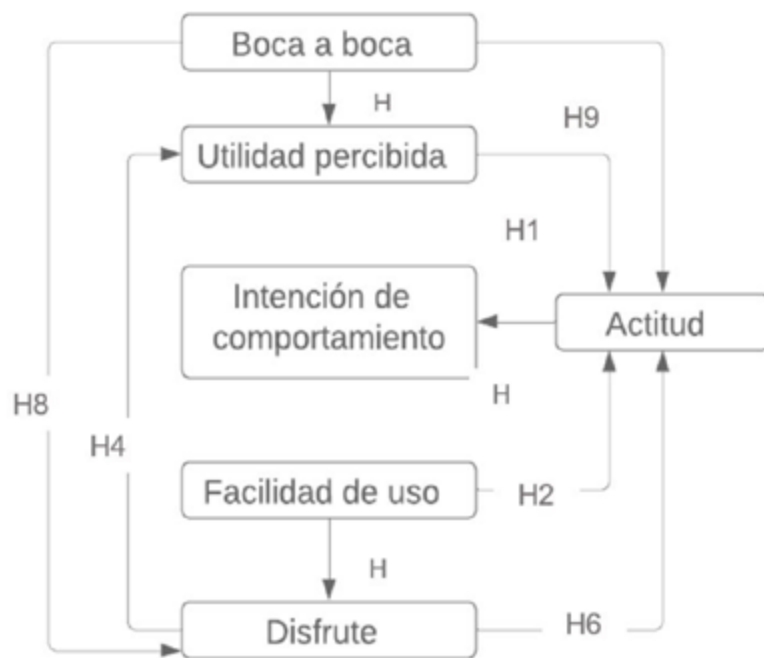 Boca a boca
H
H9
Utilidad percibida
H1
Intención de
comportamiento
Actitud
H
H8
H4
Facilidad de uso
H2
H
Disfrute
H6